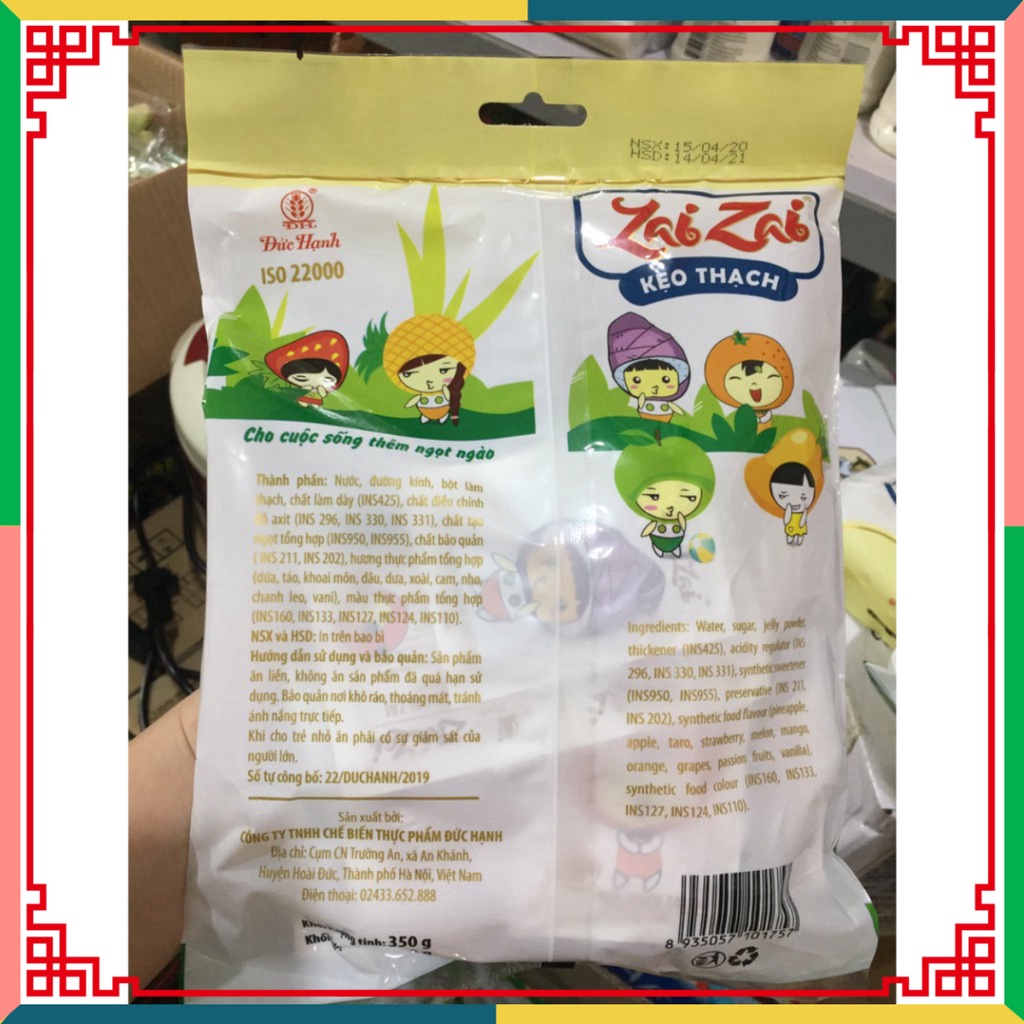 NSX: 15/04/20
HSD: 14/04/21
ĐH.
Đức Hạnh
ISO 22000
Zai Zai
KẸO THẠCH
Cho cuộc sống thêm ngọt ngào
Thành phần: Nước, đường kính, bột làm
thạch, chất làm dày (INS425), chất điều chỉnh
độ axit (INS 296, INS 330, INS 331), chất tạo
ngọt tổng hợp (INS950, INS955), chất bảo quản
( INS 211, INS 202), hương thực phẩm tổng hợp
(dứa, táo, khoai môn, dâu, dưa, xoài, cam, nho,
chanh leo, vani), màu thực phẩm tổng hợp
(INS160, INS133, INS127, INS124, INS110).
NSX và HSD: In trên bao bì
Hướng dẫn sử dụng và bảo quản: Sản phẩm
ăn liền, không ăn sản phẩm đã quá hạn sử
dụng. Bảo quản nơi khô ráo, thoáng mát, tránh
ánh nắng trực tiếp.
Khi cho trẻ nhỏ ăn phải có sự giám sát của
người lớn.
Số tự công bố: 22/DUCHANH/2019
Sản xuất bởi:
CÔNG TY TNHH CHẾ BIẾN THỰC PHẨM ĐỨC HẠNH
Địa chỉ: Cụm CN Trường An, xã An Khánh,
Huyện Hoài Đức, Thành phố Hà Nội, Việt Nam
Điện thoại: 02433.652.888
tịnh: 350 g
Ingredients: Water, sugar, jelly powder,
thickener (INS425), acidity regulator (INS
296, INS 330, INS 331), synthetic sweetener
(INS950, INS955), preservative (INS 211,
INS 202), synthetic food flavour (pineapple,
apple, taro, strawberry, melon, mango,
orange, grapes, passion fruits, vanilla),
synthetic food colour (INS160, INS133,
INS127, INS124, INS110).
8 935057 101757